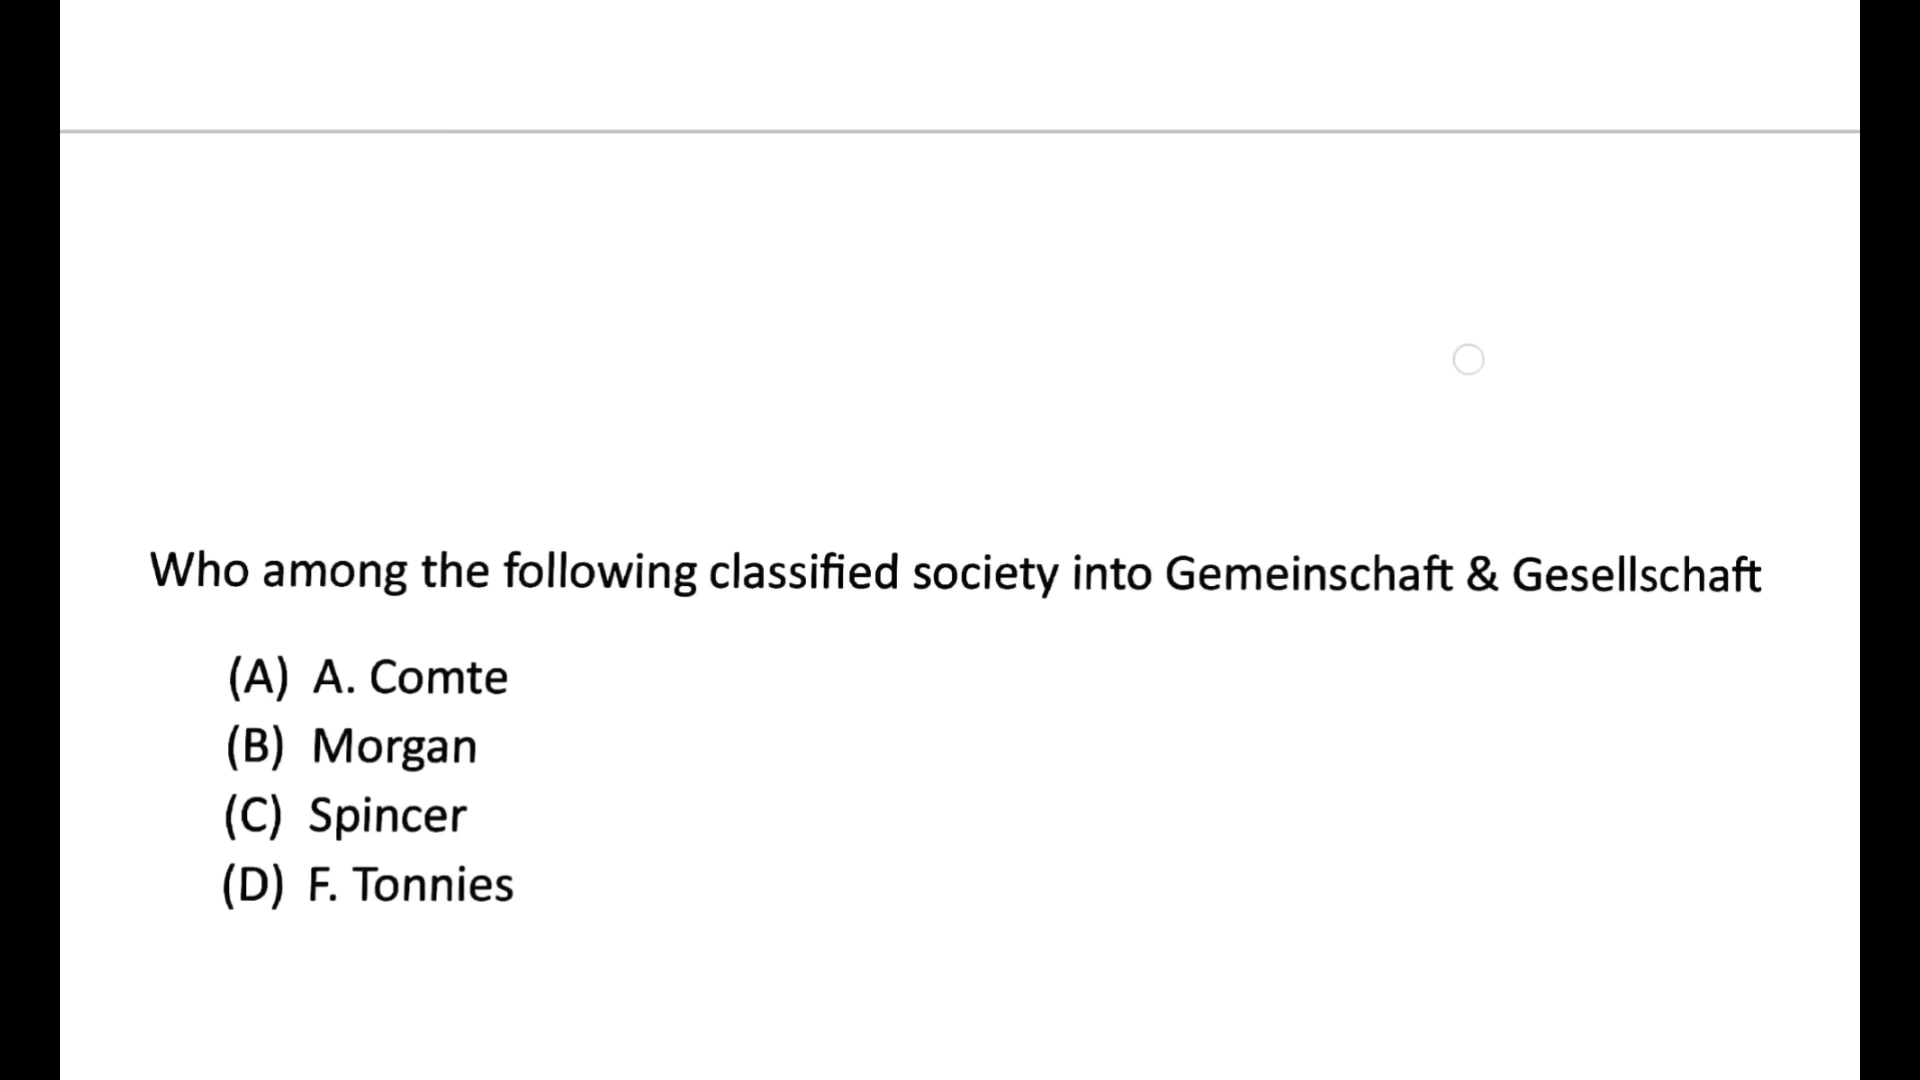 Who among the following classified society into Gemeinschaft & Gesellschaft
(A) A. Comte
(B) Morgan
(C) Spincer
(D) F. Tonnies